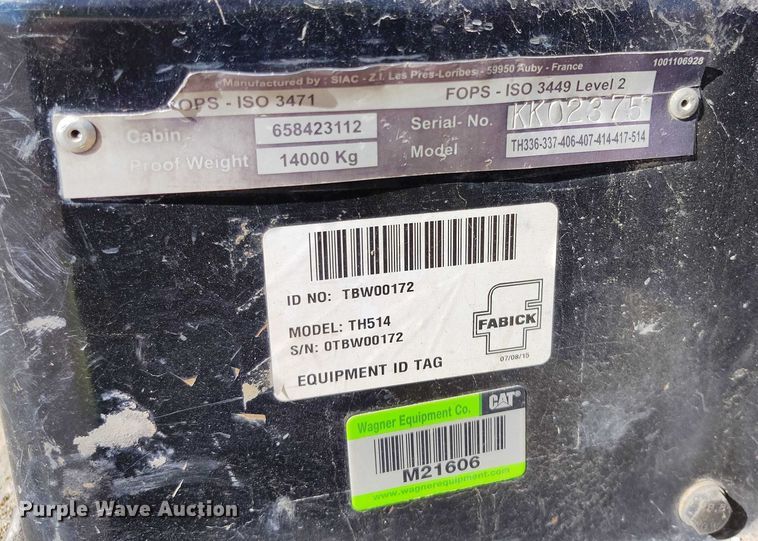 Manufactured by : SIAC - Z.I. Les Pres-Loribes - 59950 Auby - France
1001106928
OPS - ISO 3471
FOPS - ISO 3449 Level 2
Cabin
658423112
Serial-No.
KK02375
Proof Weight
14000 Kg
Model
TH336-337-406-407-414-417-514
ID NO: TBW00172
MODEL: TH514
S/N: 0TBW00172
EQUIPMENT ID TAG
FABICK
07/08/15
Wagner Equipment Co.
CAT
M21606
www.wagnerequipment.com
8.8
Purple Wave Auction